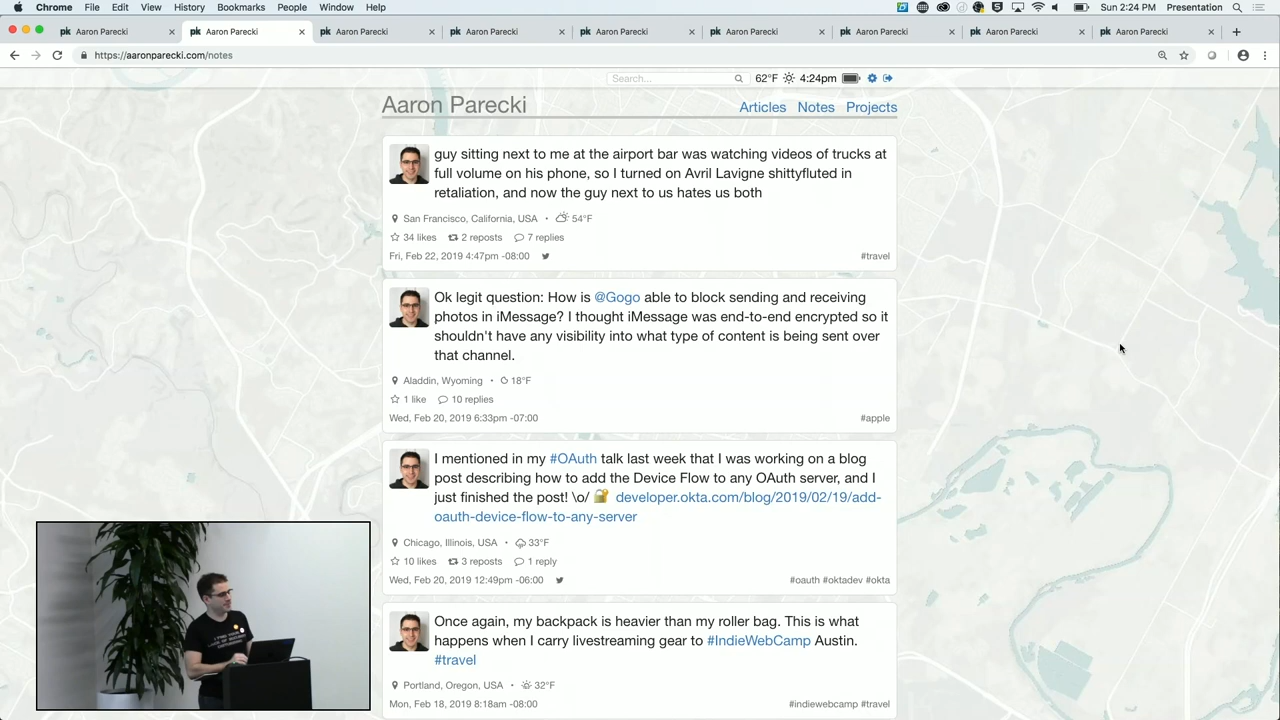 Chrome File Edit View History Bookmarks People Window Help Sun 2:24 PM Presentation
pk Aaron Parecki × pk Aaron Parecki × pk Aaron Parecki × pk Aaron Parecki × pk Aaron Parecki × pk Aaron Parecki × pk Aaron Parecki × pk Aaron Parecki × pk Aaron Parecki ×
https://aaronparecki.com/notes
Search... 62°F 4:24pm
Aaron Parecki Articles Notes Projects
guy sitting next to me at the airport bar was watching videos of trucks at
full volume on his phone, so I turned on Avril Lavigne shittyfluted in
retaliation, and now the guy next to us hates us both
San Francisco, California, USA • 54°F
34 likes 2 reposts 7 replies
Fri, Feb 22, 2019 4:47pm -08:00 #travel
Ok legit question: How is @Gogo able to block sending and receiving
photos in iMessage? I thought iMessage was end-to-end encrypted so it
shouldn't have any visibility into what type of content is being sent over
that channel.
Aladdin, Wyoming • 18°F
1 like 10 replies
Wed, Feb 20, 2019 6:33pm -07:00 #apple
I mentioned in my #OAuth talk last week that I was working on a blog
post describing how to add the Device Flow to any OAuth server, and I
just finished the post! \o/ 🔐 developer.okta.com/blog/2019/02/19/add-
oauth-device-flow-to-any-server
Chicago, Illinois, USA • 33°F
10 likes 3 reposts 1 reply
Wed, Feb 20, 2019 12:49pm -06:00 #oauth #oktadev #okta
Once again, my backpack is heavier than my roller bag. This is what
happens when I carry livestreaming gear to #IndieWebCamp Austin.
#travel
Portland, Oregon, USA • 32°F
Mon, Feb 18, 2019 8:18am -08:00 #indiewebcamp #travel